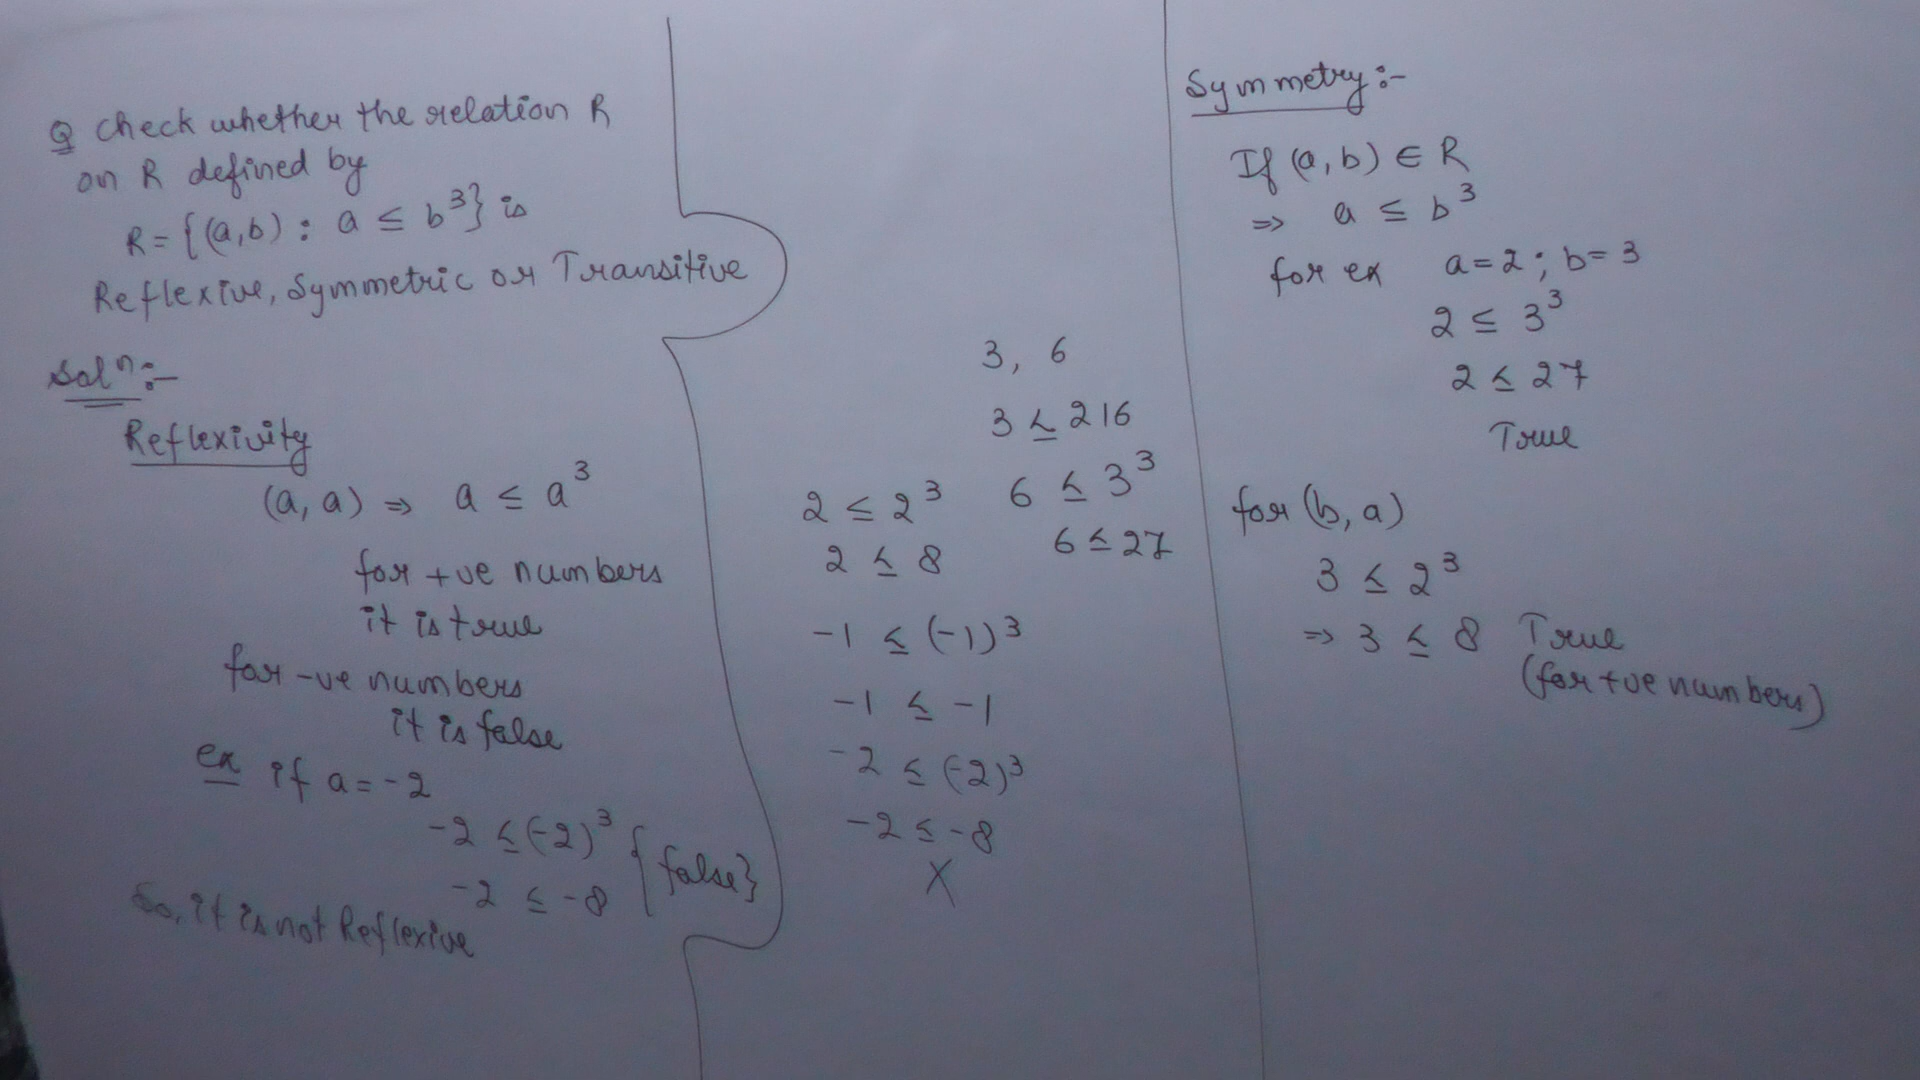 Q Check whether the relation R
on R defined by
R = {(a,b) : a ≤ b³} is
Reflexive, Symmetric or Transitive
Solⁿ:-
Reflexivity
(a, a) => a ≤ a³
for +ve numbers
it is true
for -ve numbers
it is false
ex if a = -2
-2 ≤ (-2)³
-2 ≤ -8 {false}
So, it is not Reflexive
3, 6
3 ≤ 216
6 ≤ 3³
6 ≤ 27
2 ≤ 2³
2 ≤ 8
-1 ≤ (-1)³
-1 ≤ -1
-2 ≤ (-2)³
-2 ≤ -8
X
Symmetry:-
If (a, b) ∈ R
=> a ≤ b³
for ex a=2; b=3
2 ≤ 3³
2 ≤ 27
True
for (b, a)
3 ≤ 2³
=> 3 ≤ 8 True
(for +ve numbers)